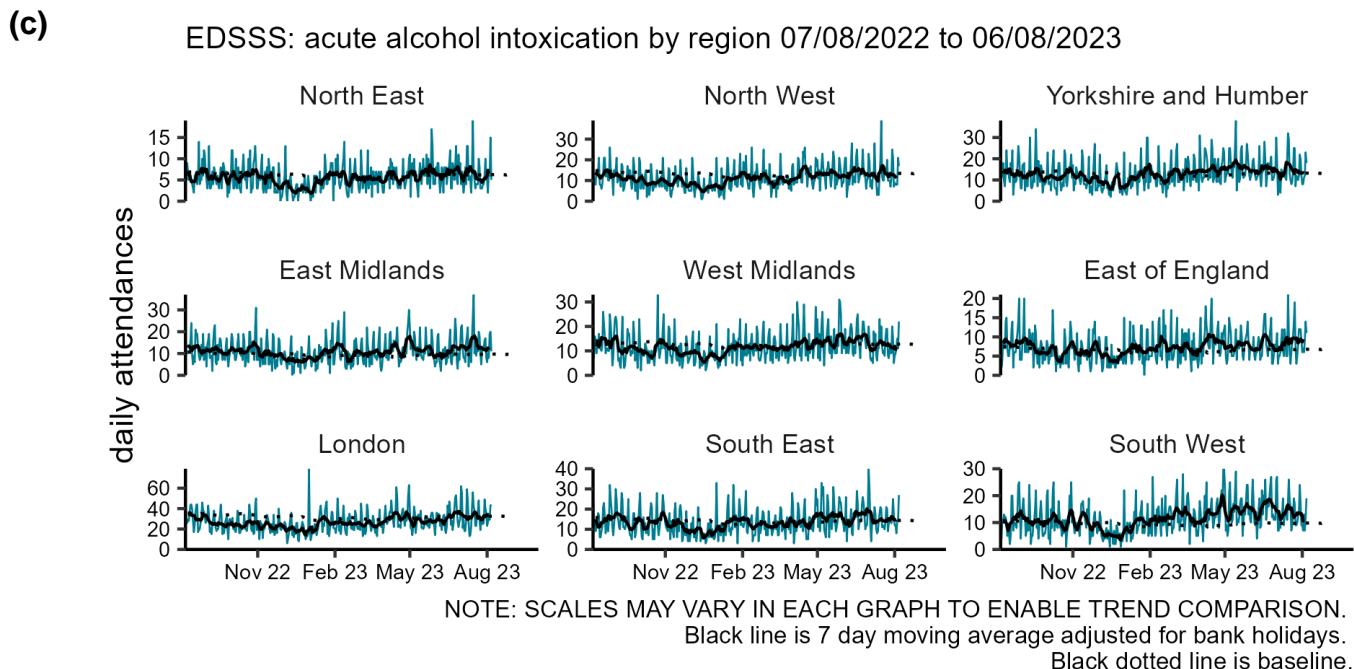 (c)
EDSSS: acute alcohol intoxication by region 07/08/2022 to 06/08/2023
daily attendances
North East
15
10
5
0
North West
30
20
10
0
Yorkshire and Humber
30
20
10
0
East Midlands
30
20
10
0
West Midlands
30
20
10
0
East of England
20
15
10
5
0
London
60
40
20
0
Nov 22 Feb 23 May 23 Aug 23
South East
40
30
20
10
0
Nov 22 Feb 23 May 23 Aug 23
South West
30
20
10
0
Nov 22 Feb 23 May 23 Aug 23
NOTE: SCALES MAY VARY IN EACH GRAPH TO ENABLE TREND COMPARISON.
Black line is 7 day moving average adjusted for bank holidays.
Black dotted line is baseline.